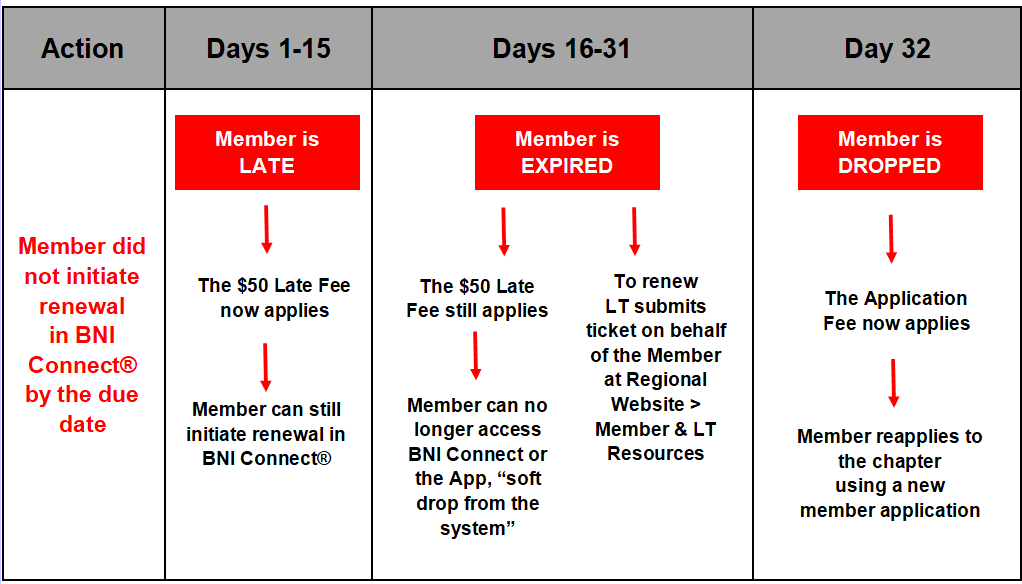 Action
Days 1-15
Days 16-31
Day 32
Member did
not initiate
renewal
in BNI
Connect®
by the due
date
Member is
LATE
The $50 Late Fee
now applies
Member can still
initiate renewal in
BNI Connect®
Member is
EXPIRED
The $50 Late
Fee still applies
Member can no
longer access
BNI Connect or
the App, “soft
drop from the
system”
To renew
LT submits
ticket on behalf
of the Member
at Regional
Website >
Member & LT
Resources
Member is
DROPPED
The Application
Fee now applies
Member reapplies to
the chapter
using a new
member application